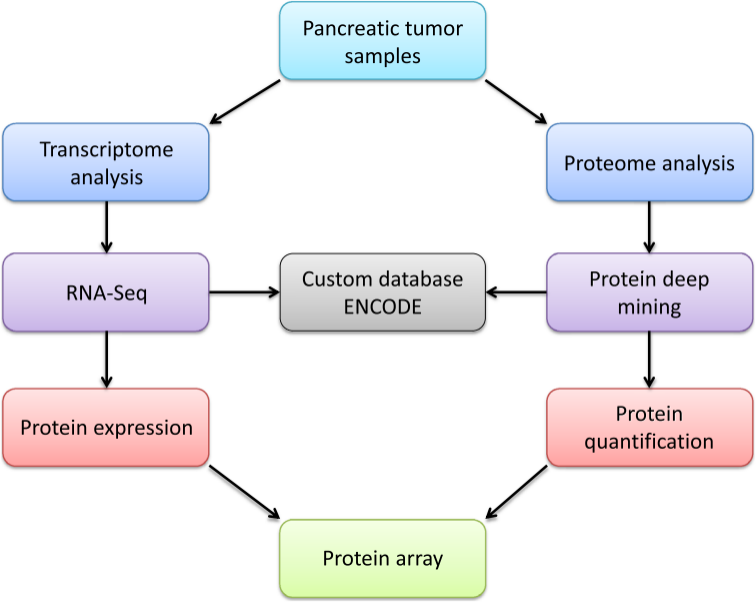 Pancreatic tumor
samples
Transcriptome
analysis
Proteome analysis
RNA-Seq
Custom database
ENCODE
Protein deep
mining
Protein expression
Protein
quantification
Protein array